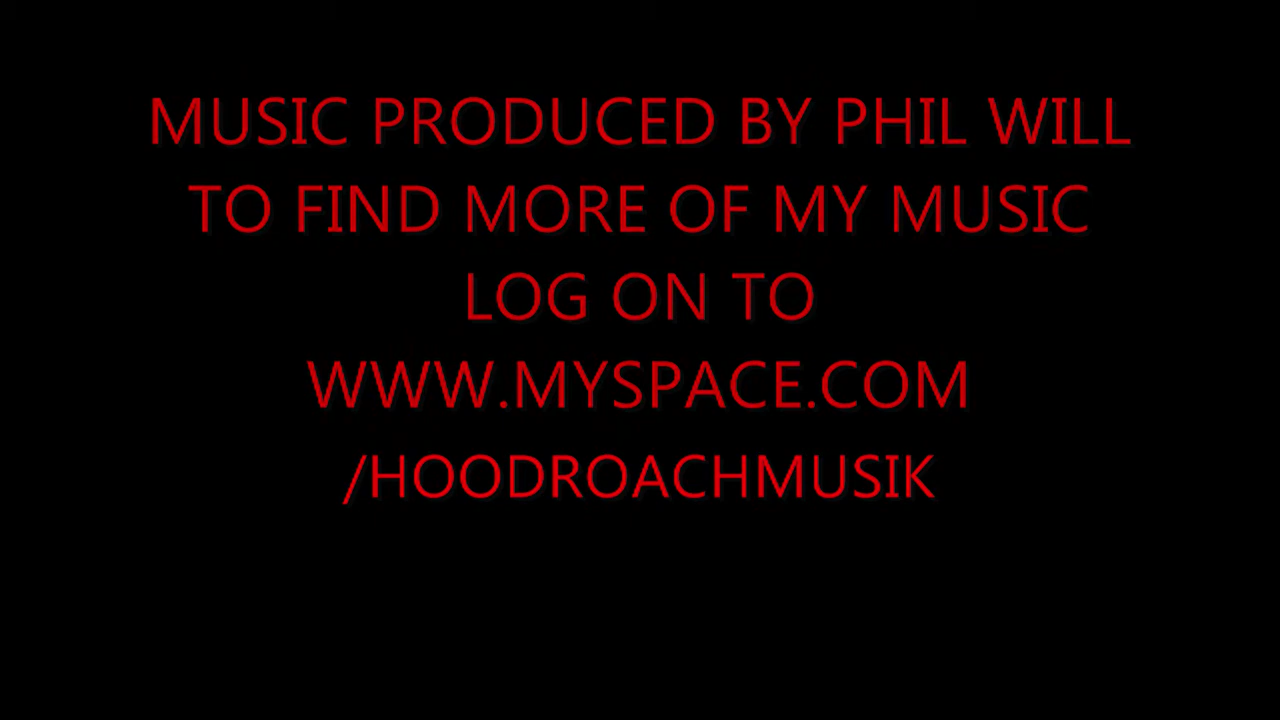 MUSIC PRODUCED BY PHIL WILL
TO FIND MORE OF MY MUSIC
LOG ON TO
WWW.MYSPACE.COM
/HOODROACHMUSIK